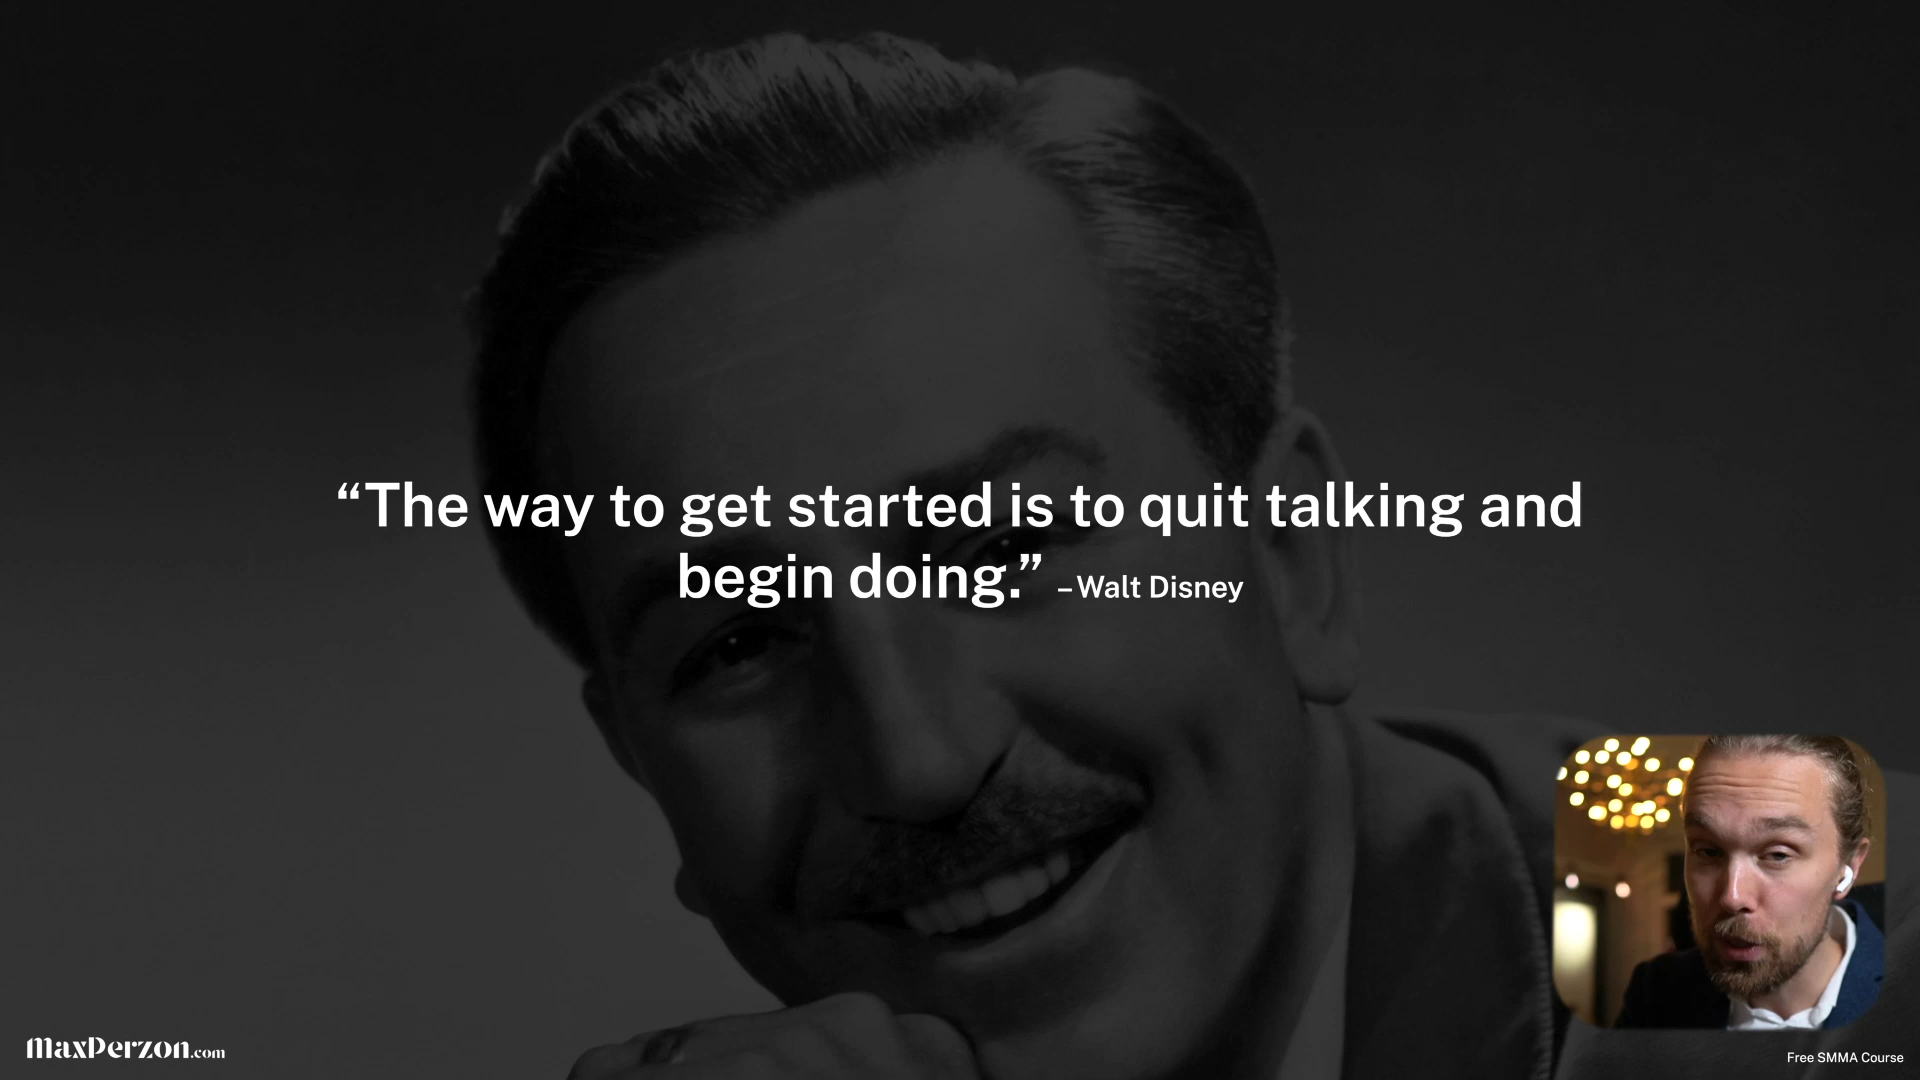 “The way to get started is to quit talking and
begin doing.” – Walt Disney
MaxPerzon.com
Free SMMA Course